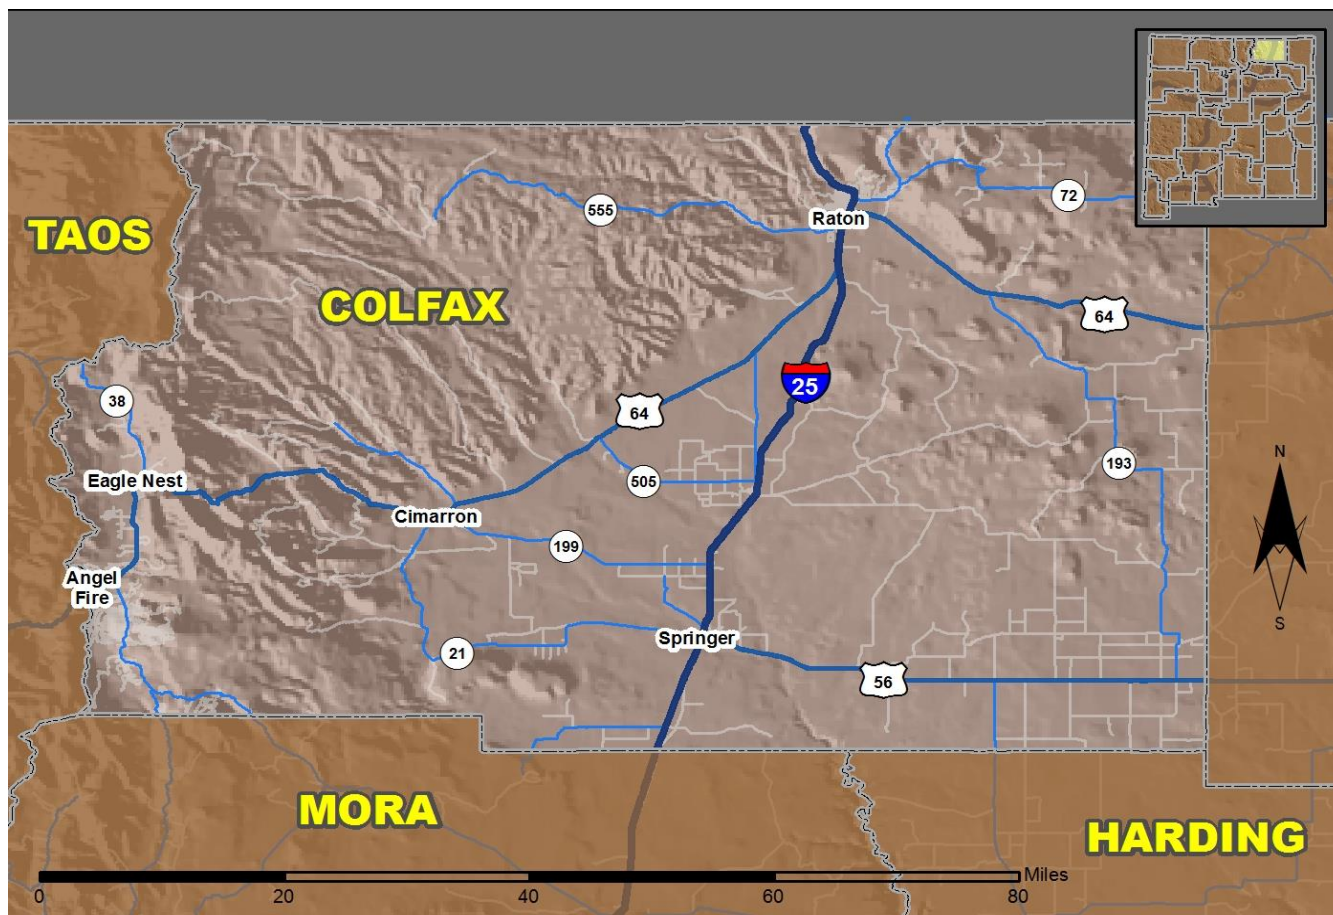 72
Raton
555
TAOS
COLFAX
64
64
25
38
193
Eagle Nest
505
Cimarron
N
199
Angel
Fire
S
Springer
21
56
MORA
HARDING
Miles
0
20
40
60
80